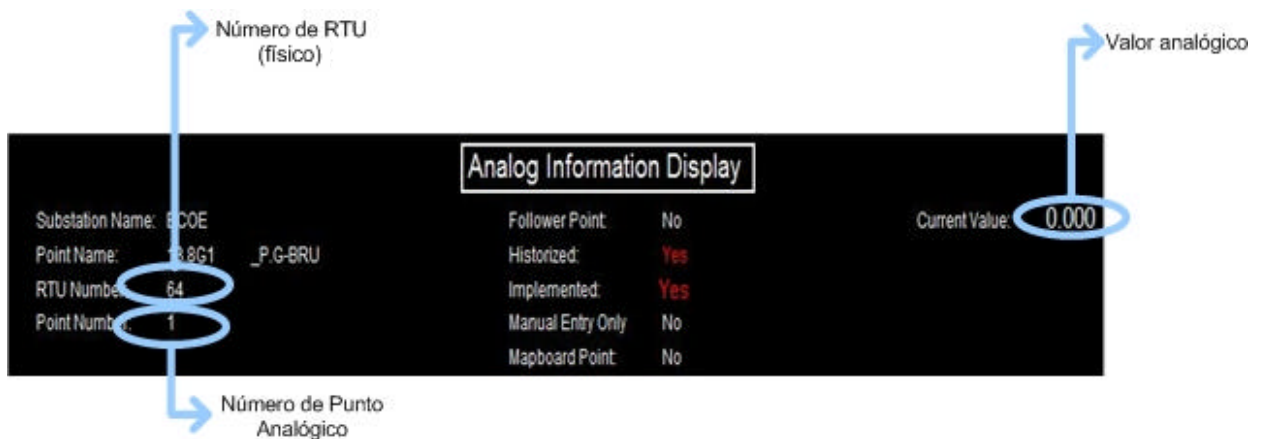 Número de RTU
(físico)
Valor analógico
Analog Information Display
Substation Name:
Point Name: _P.G-BRU
RTU Number: 64
Point Number: 1
Follower Point: No
Historized: Yes
Implemented: Yes
Manual Entry Only No
Mapboard Point: No
Current Value: 0.000
Número de Punto
Analógico